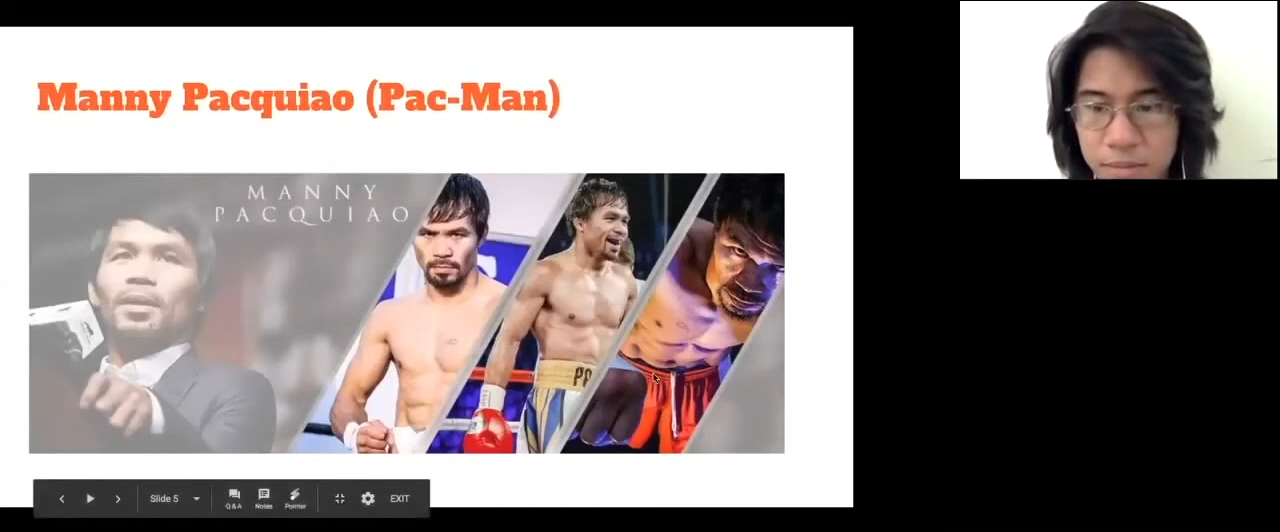 Manny Pacquiao (Pac-Man)
MANNY
PACQUIAO
Slide 5
Q & A
Notes
Pointer
EXIT